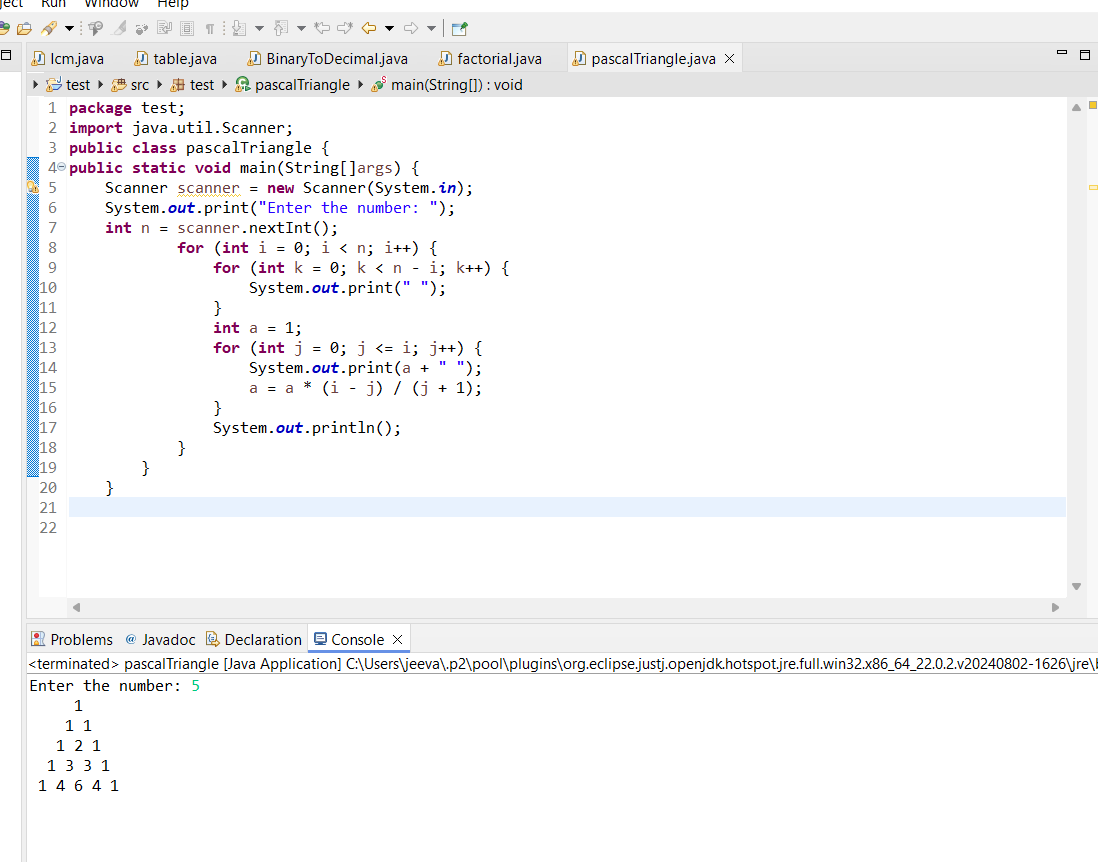 ject Run Window Help
lcm.java table.java BinaryToDecimal.java factorial.java pascalTriangle.java
test src test pascalTriangle main(String[]) : void
1 package test;
2 import java.util.Scanner;
3 public class pascalTriangle {
4 public static void main(String[]args) {
5 Scanner scanner = new Scanner(System.in);
6 System.out.print("Enter the number: ");
7 int n = scanner.nextInt();
8 for (int i = 0; i < n; i++) {
9 for (int k = 0; k < n - i; k++) {
10 System.out.print(" ");
11 }
12 int a = 1;
13 for (int j = 0; j <= i; j++) {
14 System.out.print(a + " ");
15 a = a * (i - j) / (j + 1);
16 }
17 System.out.println();
18 }
19 }
20 }
21
22
Problems @ Javadoc Declaration Console
<terminated> pascalTriangle [Java Application] C:\Users\jeeva\.p2\pool\plugins\org.eclipse.justj.openjdk.hotspot.jre.full.win32.x86_64_22.0.2.v20240802-1626\jre\b
Enter the number: 5
1
1 1
1 2 1
1 3 3 1
1 4 6 4 1